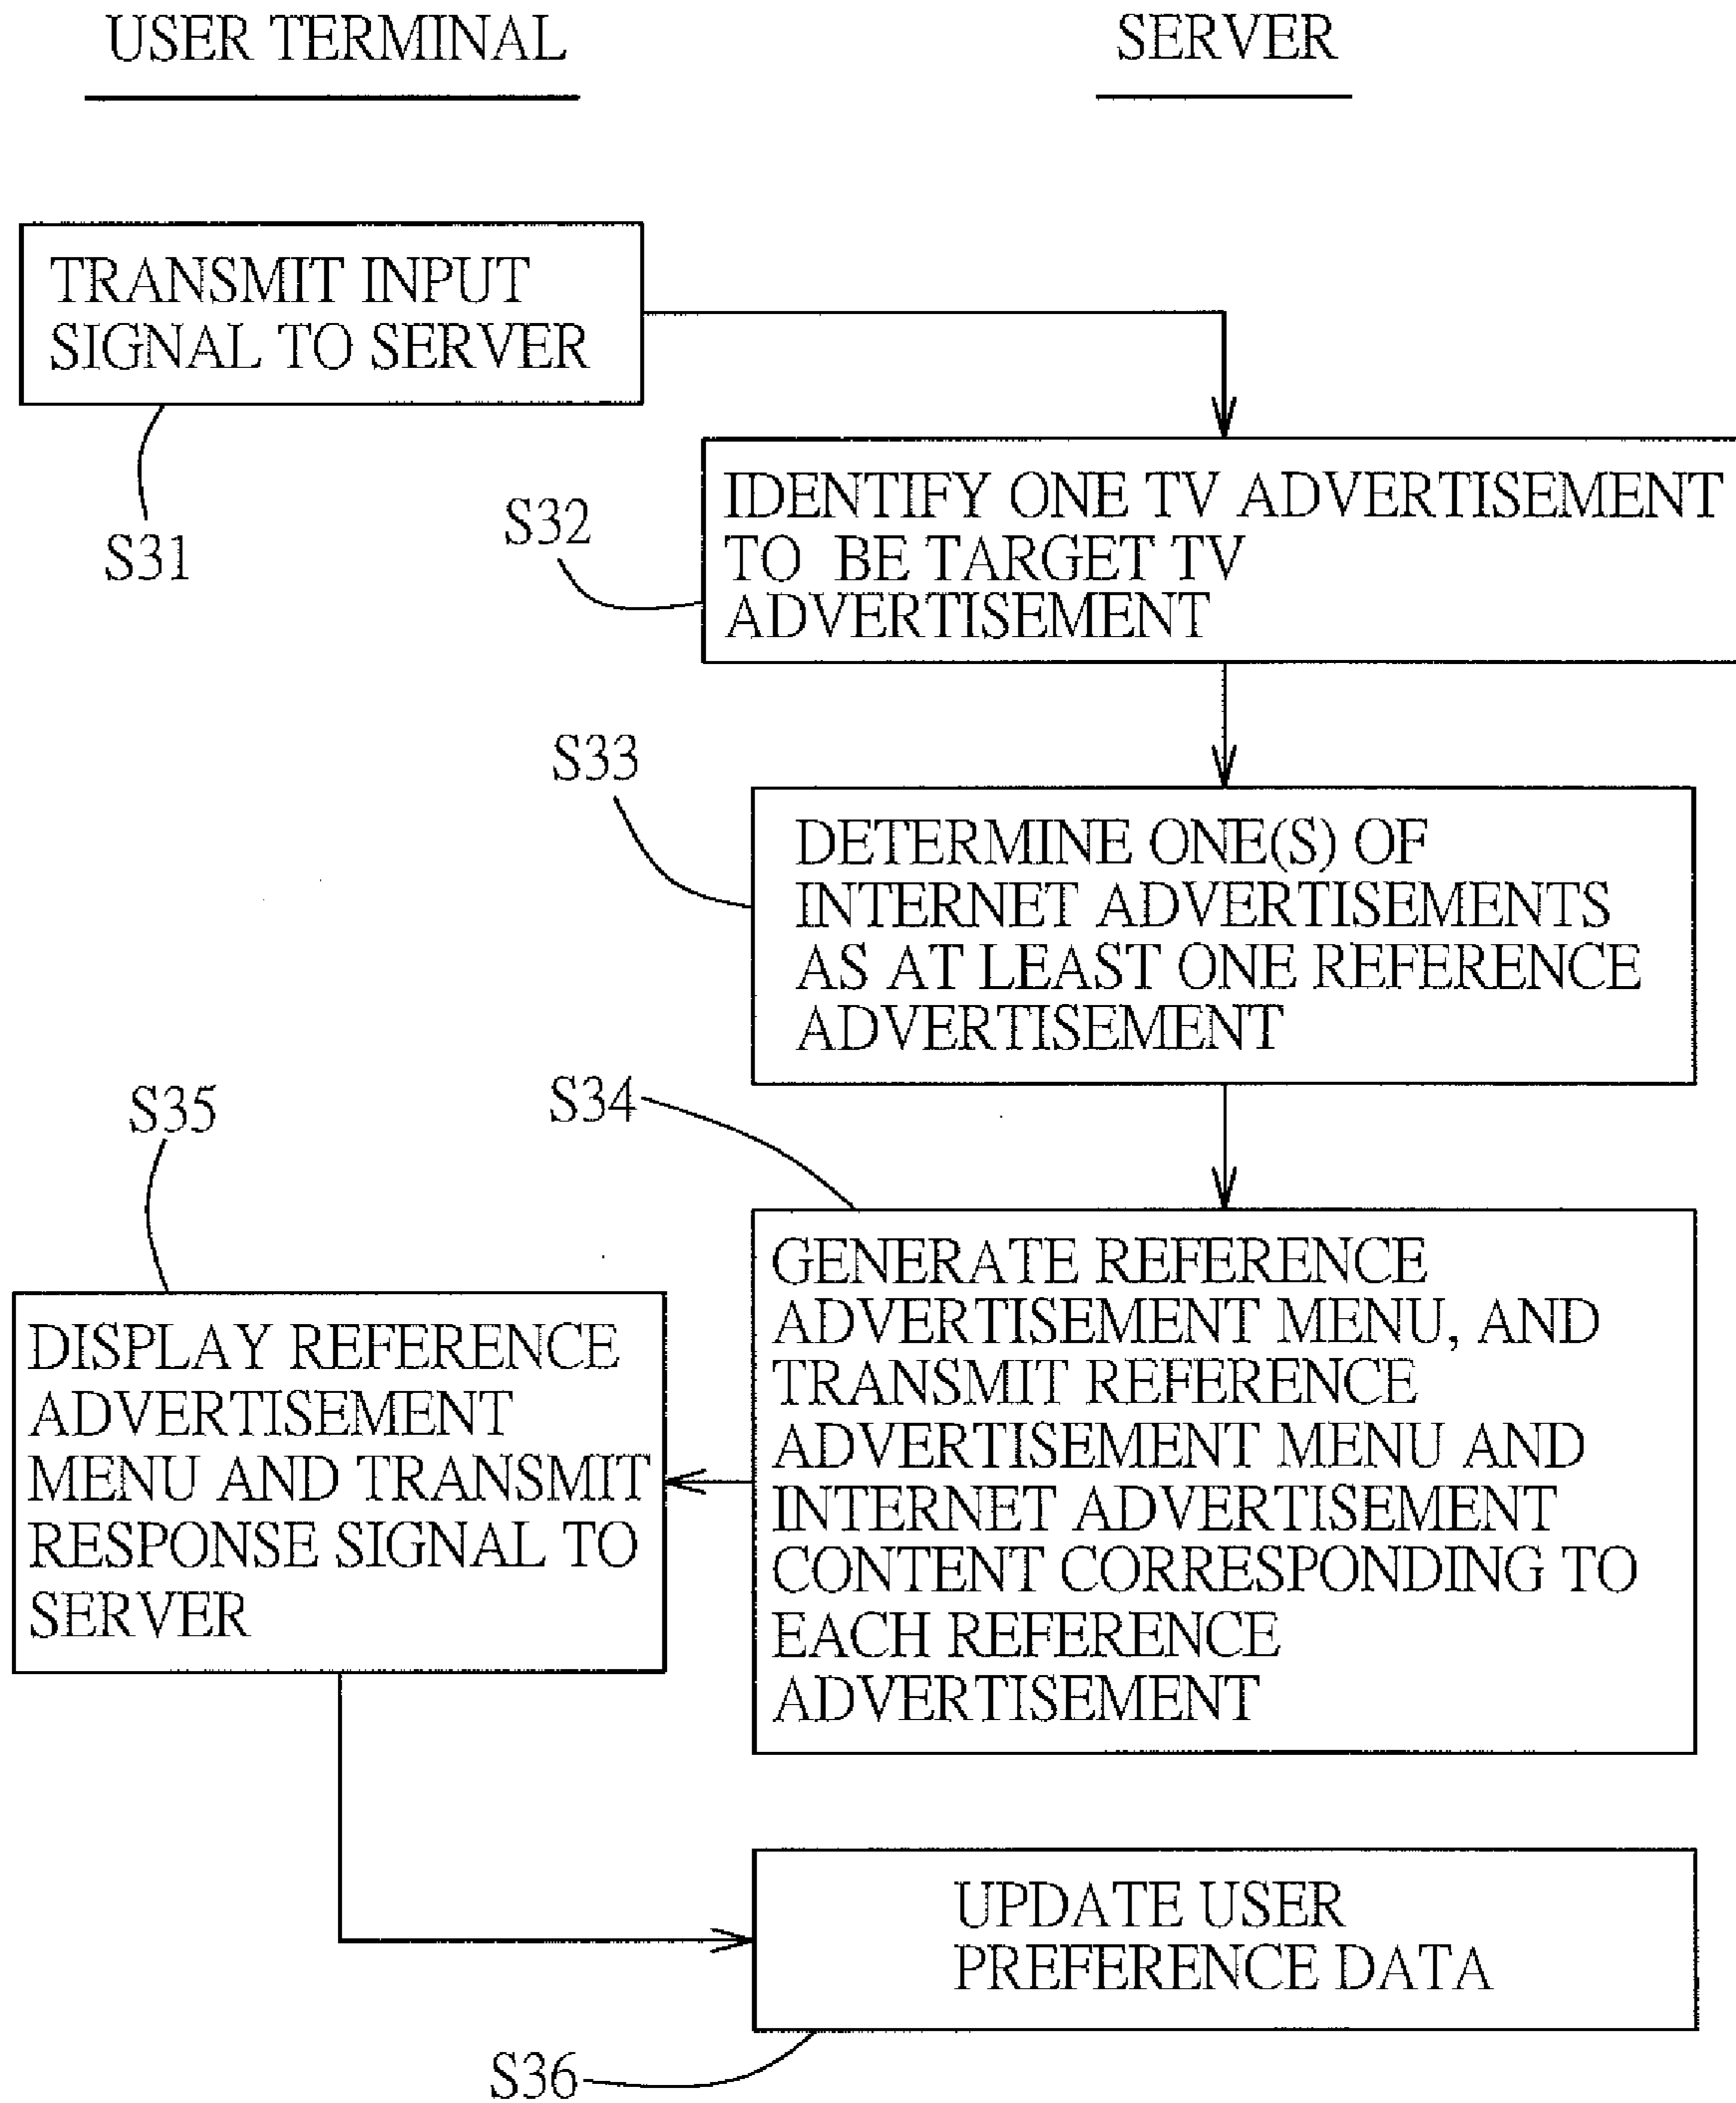 USER TERMINAL
SERVER
TRANSMIT INPUT
SIGNAL TO SERVER
S31
IDENTIFY ONE TV ADVERTISEMENT
TO BE TARGET TV
ADVERTISEMENT
S32
S33
DETERMINE ONE(S) OF
INTERNET ADVERTISEMENTS
AS AT LEAST ONE REFERENCE
ADVERTISEMENT
S34
GENERATE REFERENCE
ADVERTISEMENT MENU, AND
TRANSMIT REFERENCE
ADVERTISEMENT MENU AND
INTERNET ADVERTISEMENT
CONTENT CORRESPONDING TO
EACH REFERENCE
ADVERTISEMENT
S35
DISPLAY REFERENCE
ADVERTISEMENT
MENU AND TRANSMIT
RESPONSE SIGNAL TO
SERVER
UPDATE USER
PREFERENCE DATA
S36